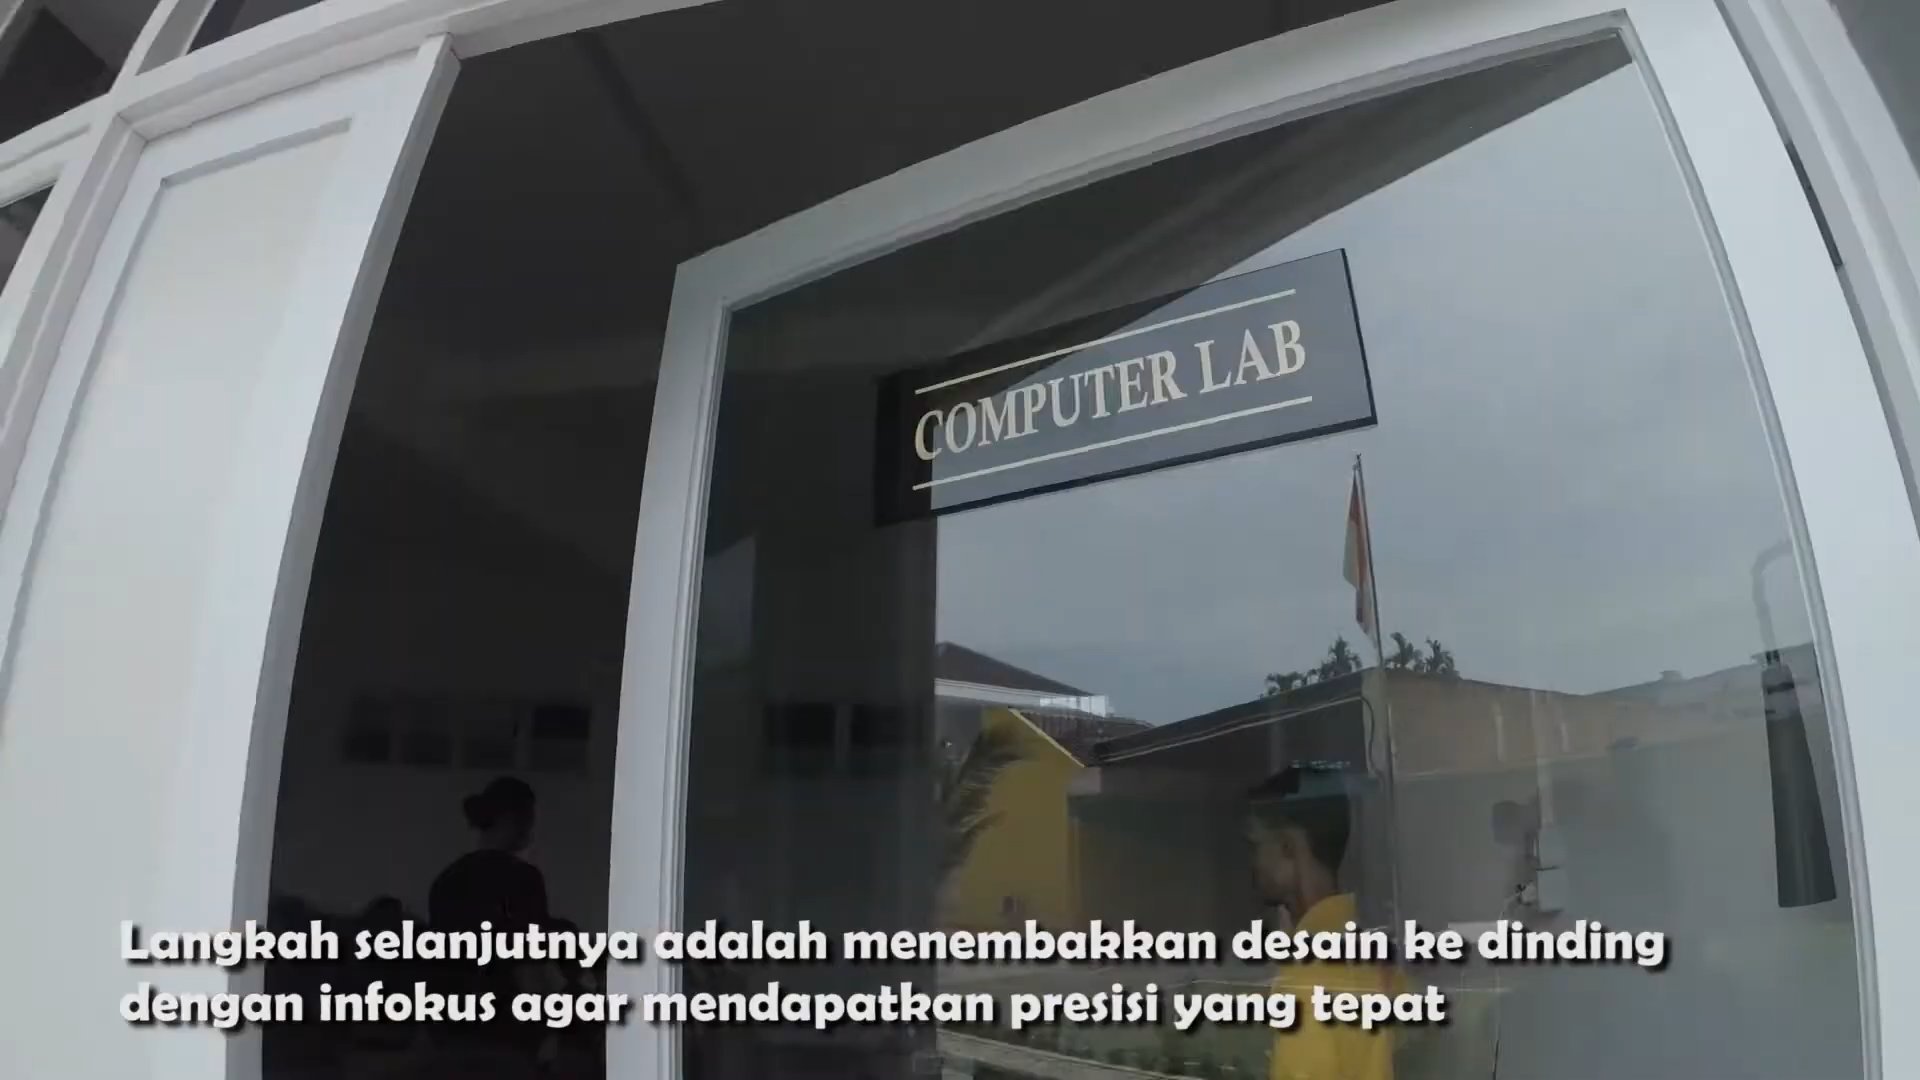 COMPUTER LAB
Langkah selanjutnya adalah menembakkan desain ke dinding
dengan infokus agar mendapatkan presisi yang tepat